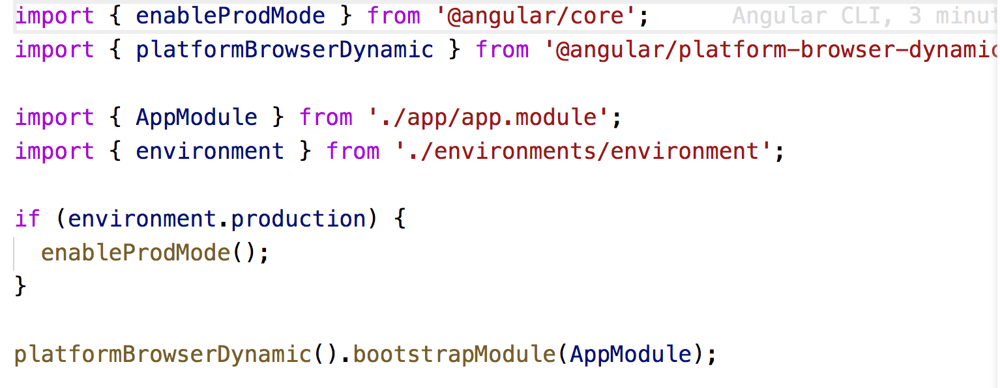 import { enableProdMode } from '@angular/core'; Angular CLI, 3
import { platformBrowserDynamic } from '@angular/platform-browser-dynamic
import { AppModule } from './app/app.module';
import { environment } from './environments/environment';
if (environment.production) {
enableProdMode();
}
platformBrowserDynamic().bootstrapModule(AppModule);